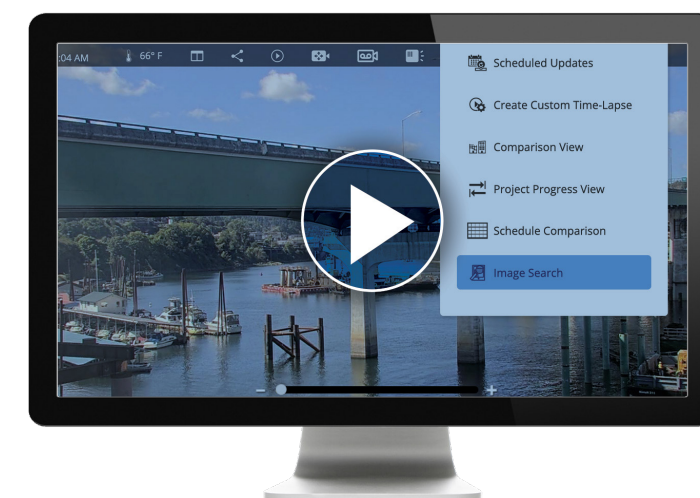 :04 AM
66° F
Scheduled Updates
Create Custom Time-Lapse
Comparison View
Project Progress View
Schedule Comparison
Image Search